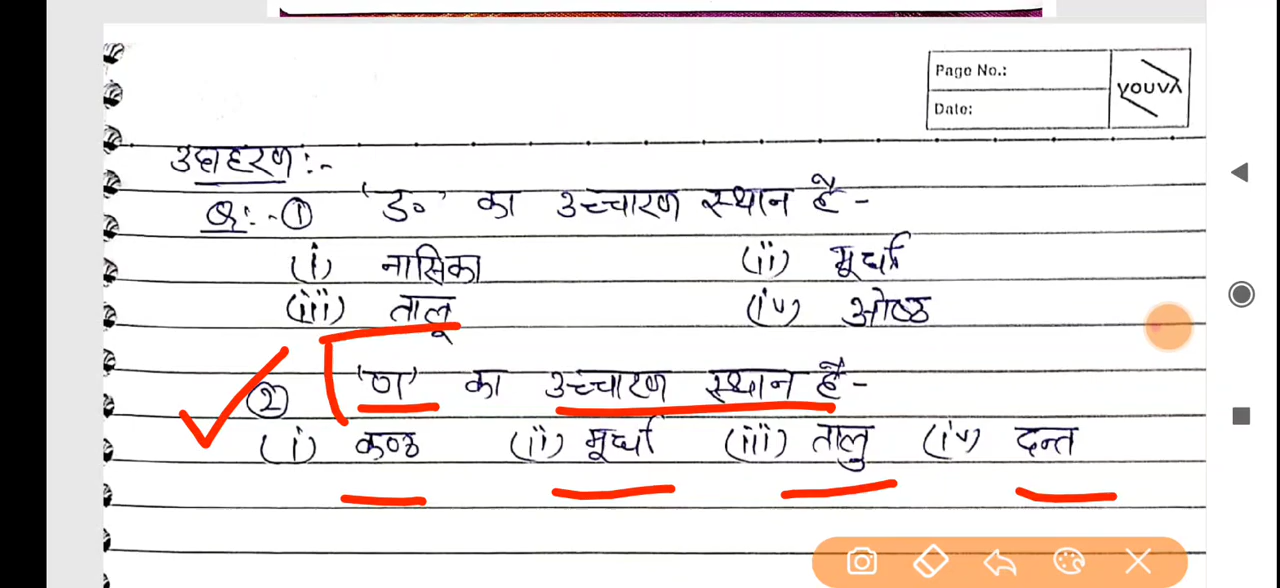 Page No.:
Date:
YOUVA
उदाहरण :-
Q:-① 'ड॰' का उच्चारण स्थान है-
(i) नासिका (ii) मूर्धा
(iii) तालू (iv) ओष्ठ
② 'ण' का उच्चारण स्थान है-
(i) कण्ठ (ii) मूर्धा (iii) तालु (iv) दन्त